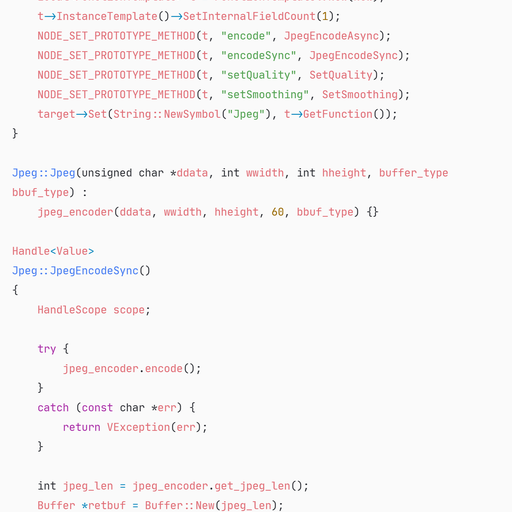 t->InstanceTemplate()->SetInternalFieldCount(1);
NODE_SET_PROTOTYPE_METHOD(t, "encode", JpegEncodeAsync);
NODE_SET_PROTOTYPE_METHOD(t, "encodeSync", JpegEncodeSync);
NODE_SET_PROTOTYPE_METHOD(t, "setQuality", SetQuality);
NODE_SET_PROTOTYPE_METHOD(t, "setSmoothing", SetSmoothing);
target->Set(String::NewSymbol("Jpeg"), t->GetFunction());
}
Jpeg::Jpeg(unsigned char *ddata, int wwidth, int hheight, buffer_type
bbuf_type) :
jpeg_encoder(ddata, wwidth, hheight, 60, bbuf_type) {}
Handle<Value>
Jpeg::JpegEncodeSync()
{
HandleScope scope;
try {
jpeg_encoder.encode();
}
catch (const char *err) {
return VException(err);
}
int jpeg_len = jpeg_encoder.get_jpeg_len();
Buffer *retbuf = Buffer::New(jpeg_len);